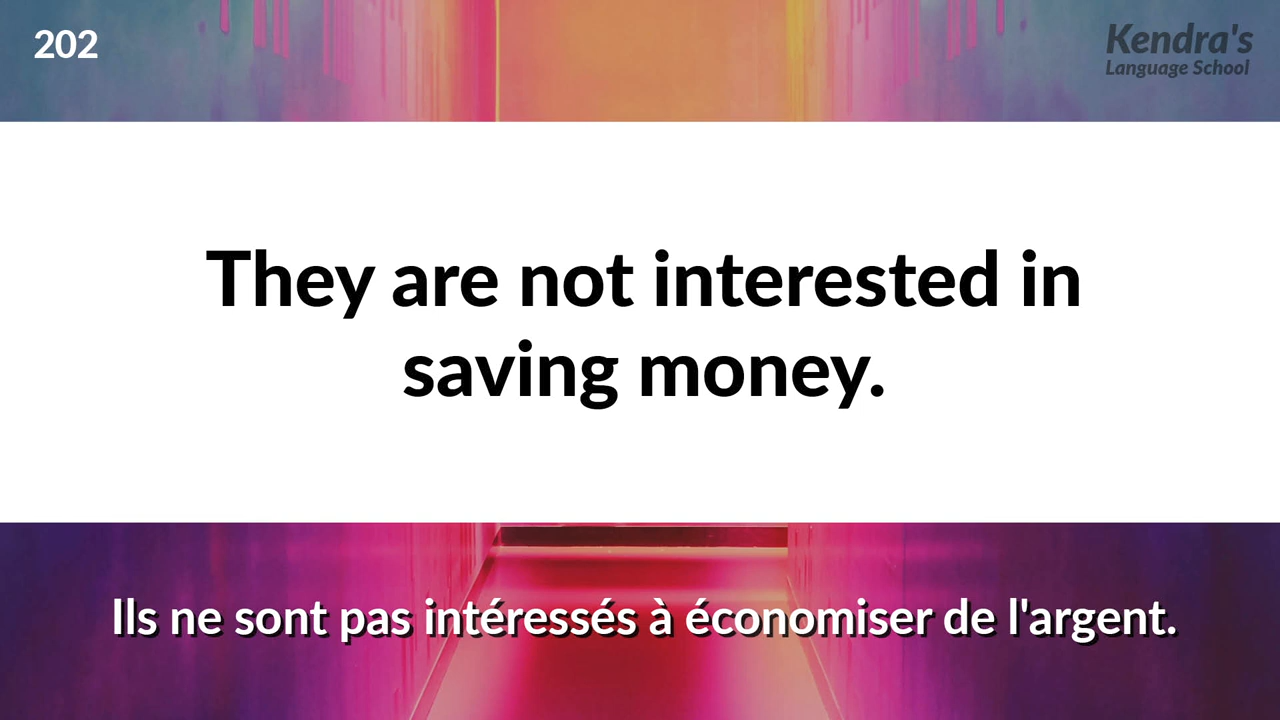 202
Kendra's
Language School
They are not interested in
saving money.
Ils ne sont pas intéressés à économiser de l'argent.